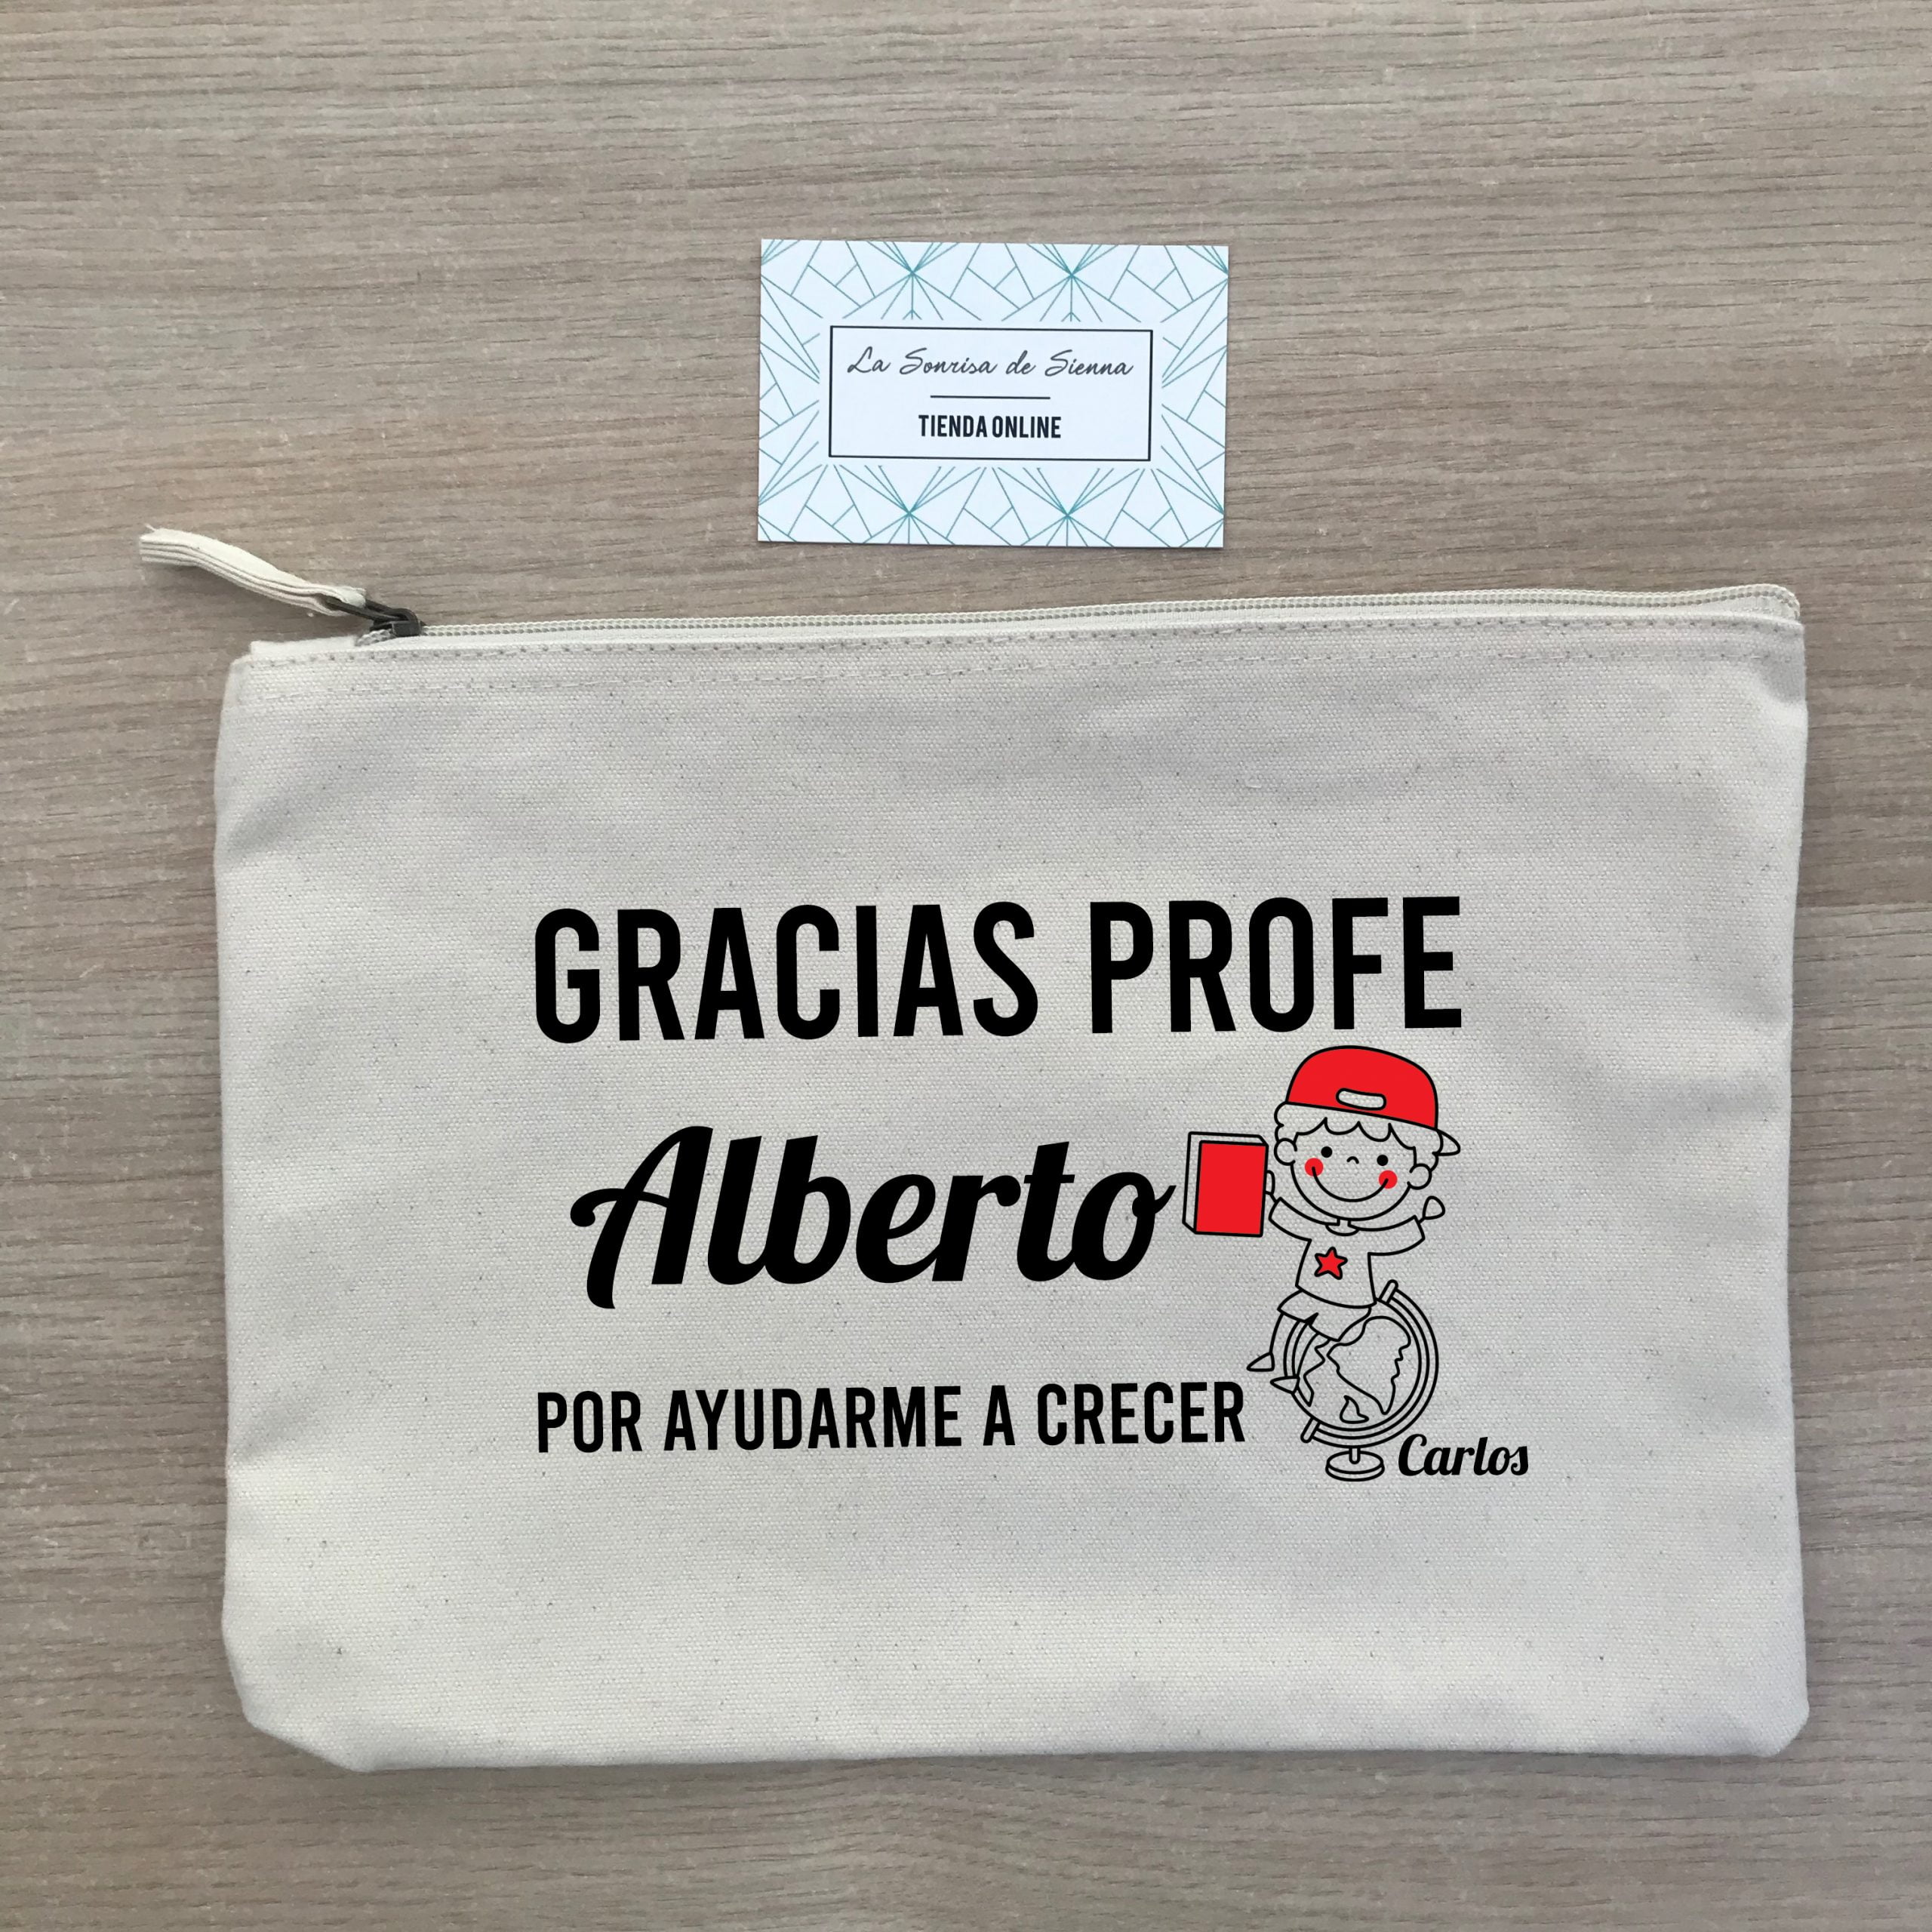 La Sonrisa de Sienna
TIENDA ONLINE
GRACIAS PROFE
Alberto
POR AYUDARME A CRECER
Carlos